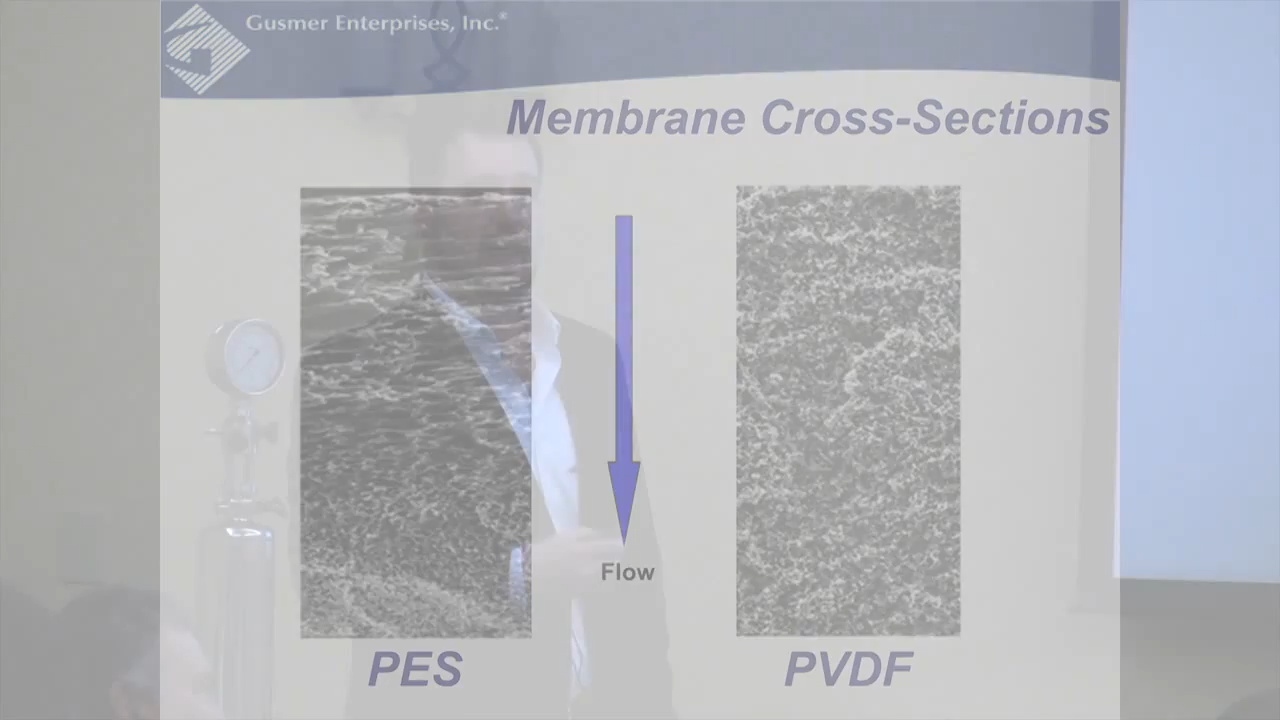 Gusmer Enterprises, Inc.®
Membrane Cross-Sections
Flow
PES
PVDF